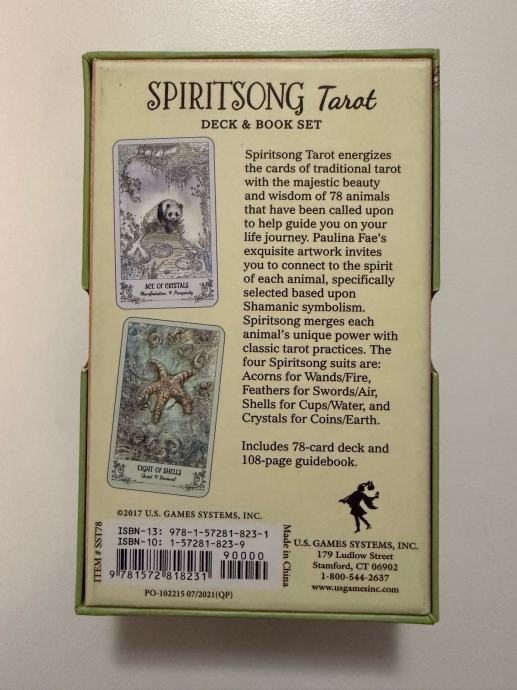 SPIRITSONG Tarot
DECK & BOOK SET
ACE OF CRYSTALS
Manifestation Prosperity
EIGHT OF SHELLS
Quest Renewal
Spiritsong Tarot energizes
the cards of traditional tarot
with the majestic beauty
and wisdom of 78 animals
that have been called upon
to help guide you on your
life journey. Paulina Fae's
exquisite artwork invites
you to connect to the spirit
of each animal, specifically
selected based upon
Shamanic symbolism.
Spiritsong merges each
animal's unique power with
classic tarot practices. The
four Spiritsong suits are:
Acorns for Wands/Fire,
Feathers for Swords/Air,
Shells for Cups/Water, and
Crystals for Coins/Earth.
Includes 78-card deck and
108-page guidebook.
©2017 U.S. GAMES SYSTEMS, INC.
ITEM # SST78
ISBN-13: 978-1-57281-823-1
ISBN-10: 1-57281-823-9
90000
9 781572 818231
PO-102215 07/2021(QP)
Made in China
U.S. GAMES SYSTEMS, INC.
179 Ludlow Street
Stamford, CT 06902
1-800-544-2637
www.usgamesinc.com